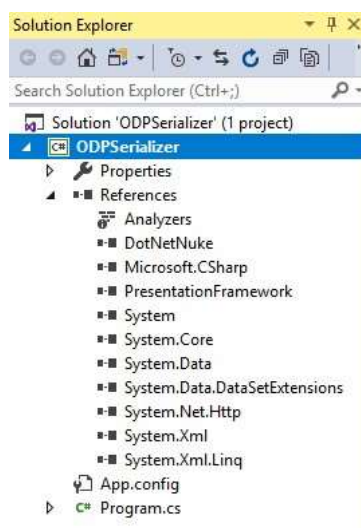 Solution Explorer
Search Solution Explorer (Ctrl+;)
Solution 'ODPSerializer' (1 project)
C# ODPSerializer
Properties
References
Analyzers
DotNetNuke
Microsoft.CSharp
PresentationFramework
System
System.Core
System.Data
System.Data.DataSetExtensions
System.Net.Http
System.Xml
System.Xml.Linq
App.config
C# Program.cs